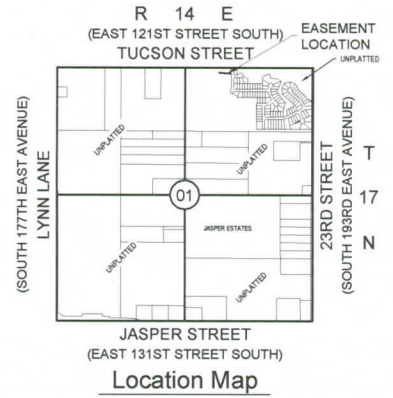 R 14 E
(EAST 121ST STREET SOUTH)
TUCSON STREET
EASEMENT
LOCATION
UNPLATTED
(SOUTH 177TH EAST AVENUE)
LYNN LANE
UNPLATTED
UNPLATTED
01
JASPER ESTATES
UNPLATTED
UNPLATTED
23RD STREET
(SOUTH 193RD EAST AVENUE)
T
17
N
JASPER STREET
(EAST 131ST STREET SOUTH)
Location Map